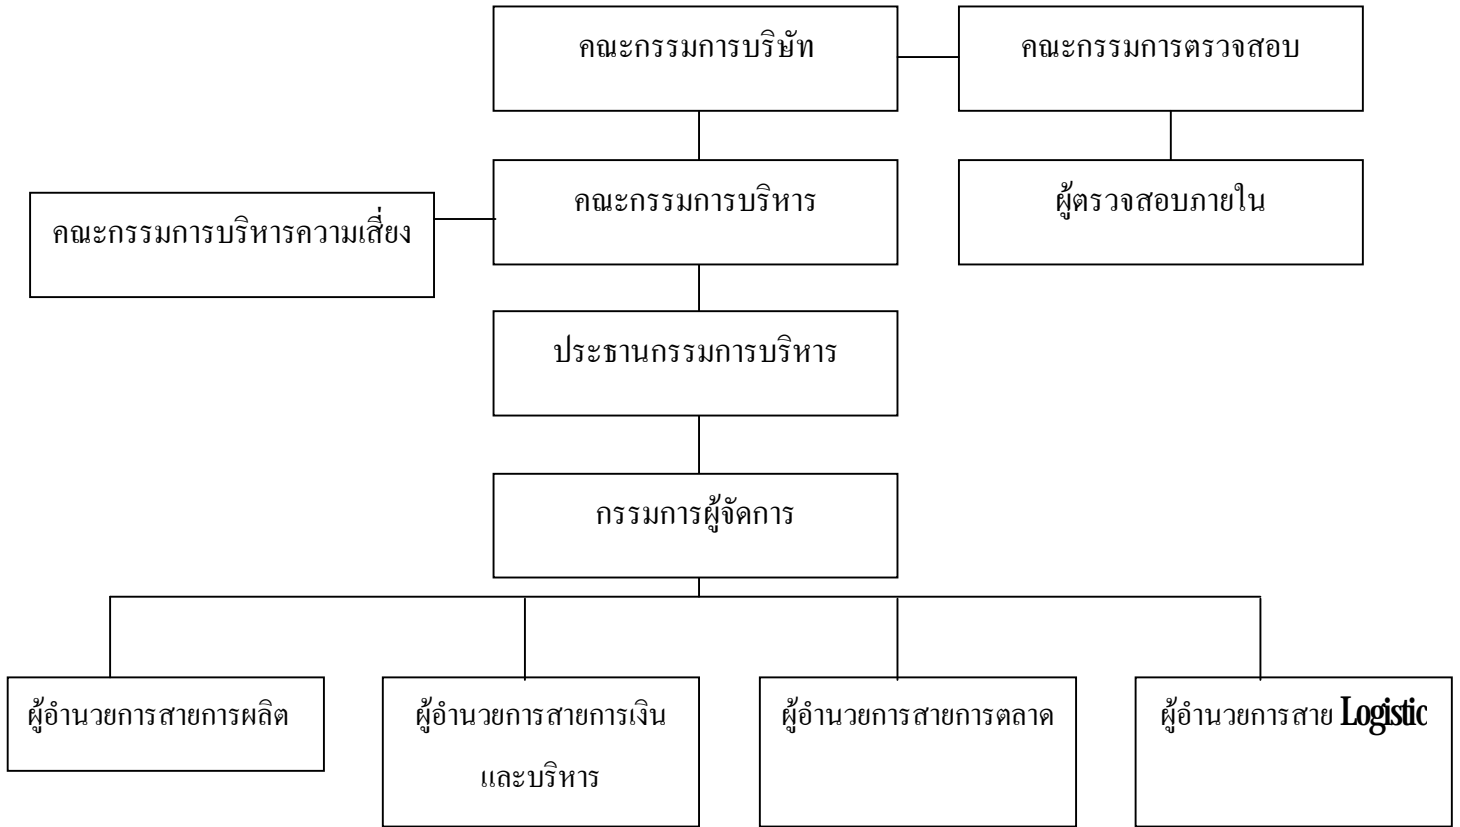 คณะกรรมการบริษัท
คณะกรรมการตรวจสอบ
คณะกรรมการบริหาร
ผู้ตรวจสอบภายใน
คณะกรรมการบริหารความเสี่ยง
ประธานกรรมการบริหาร
กรรมการผู้จัดการ
ผู้อำนวยการสายการผลิต
ผู้อำนวยการสายการเงิน
และบริหาร
ผู้อำนวยการสายการตลาด
ผู้อำนวยการสาย Logistic